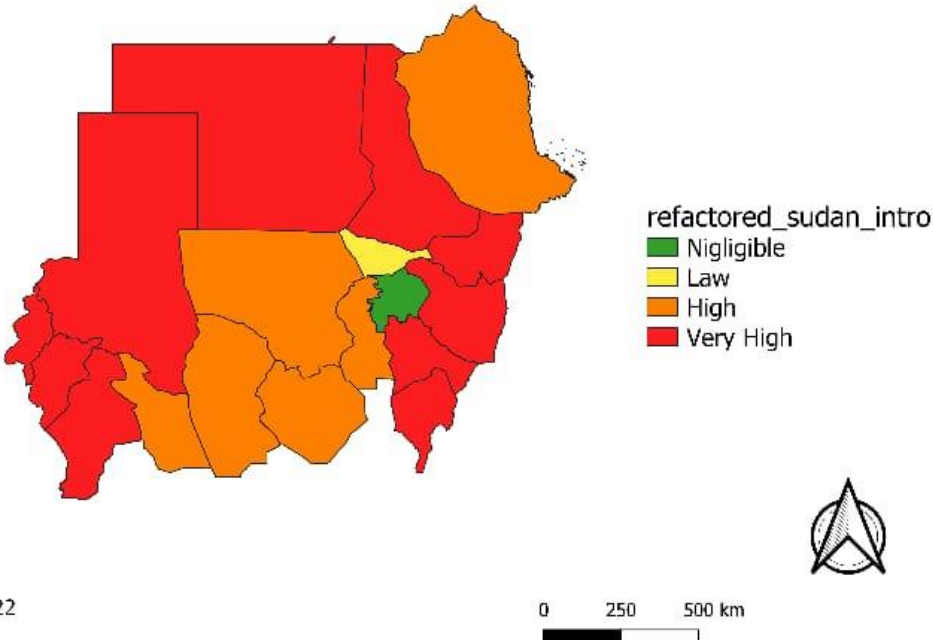 refactored_sudan_intro
Nigligible
Law
High
Very High
22
0 250 500 km